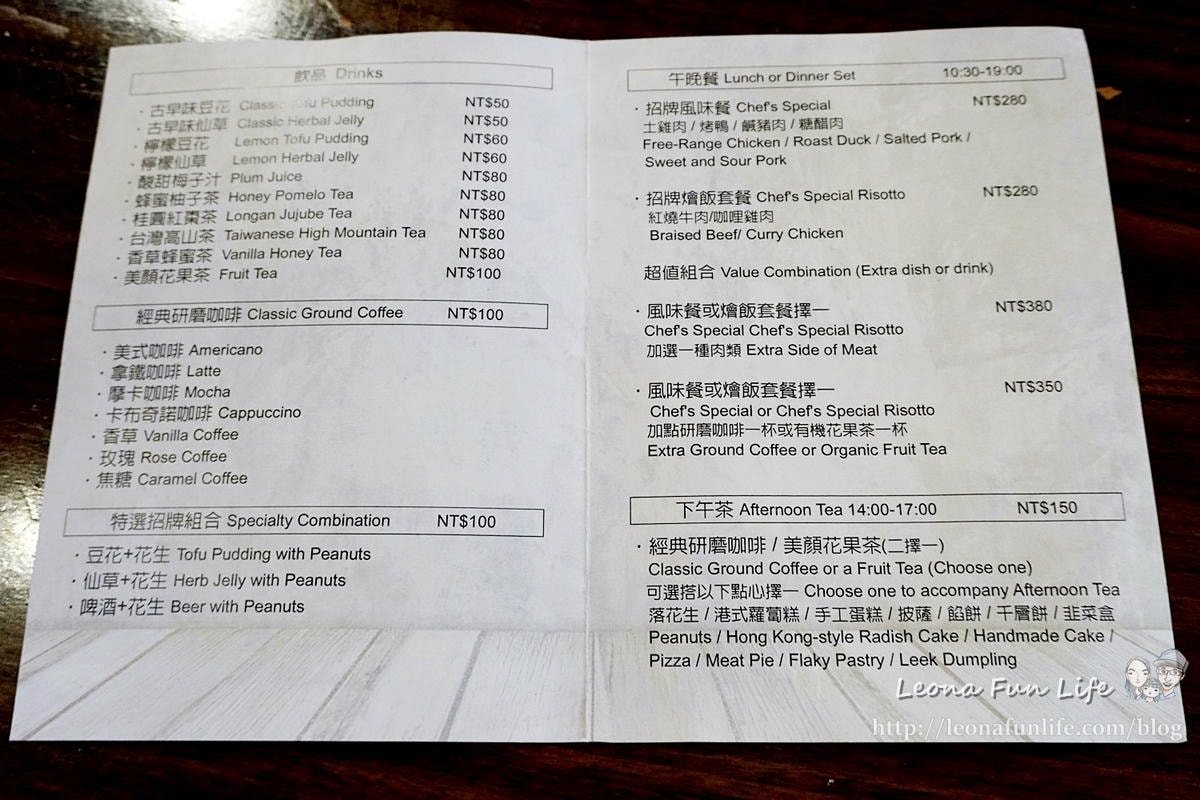 飲品 Drinks
· 古早味豆花 Classic Tofu Pudding NT$50
· 古早味仙草 Classic Herbal Jelly NT$50
· 檸檬豆花 Lemon Tofu Pudding NT$60
· 檸檬仙草 Lemon Herbal Jelly NT$60
· 酸甜梅子汁 Plum Juice NT$80
· 蜂蜜柚子茶 Honey Pomelo Tea NT$80
· 桂圓紅棗茶 Longan Jujube Tea NT$80
· 台灣高山茶 Taiwanese High Mountain Tea NT$80
· 香草蜂蜜茶 Vanilla Honey Tea NT$80
· 美顏花果茶 Fruit Tea NT$100
經典研磨咖啡 Classic Ground Coffee NT$100
· 美式咖啡 Americano
· 拿鐵咖啡 Latte
· 摩卡咖啡 Mocha
· 卡布奇諾咖啡 Cappuccino
· 香草 Vanilla Coffee
· 玫瑰 Rose Coffee
· 焦糖 Caramel Coffee
特選招牌組合 Specialty Combination NT$100
· 豆花+花生 Tofu Pudding with Peanuts
· 仙草+花生 Herb Jelly with Peanuts
· 啤酒+花生 Beer with Peanuts
午晚餐 Lunch or Dinner Set 10:30-19:00
· 招牌風味餐 Chef's Special NT$280
土雞肉 / 烤鴨 / 鹹豬肉 / 糖醋肉
Free-Range Chicken / Roast Duck / Salted Pork /
Sweet and Sour Pork
· 招牌燴飯套餐 Chef's Special Risotto NT$280
紅燒牛肉/咖哩雞肉
Braised Beef/ Curry Chicken
超值組合 Value Combination (Extra dish or drink)
· 風味餐或燴飯套餐擇一 NT$380
Chef's Special Chef's Special Risotto
加選一種肉類 Extra Side of Meat
· 風味餐或燴飯套餐擇一 NT$350
Chef's Special or Chef's Special Risotto
加點研磨咖啡一杯或有機花果茶一杯
Extra Ground Coffee or Organic Fruit Tea
下午茶 Afternoon Tea 14:00-17:00 NT$150
· 經典研磨咖啡 / 美顏花果茶(二擇一)
Classic Ground Coffee or a Fruit Tea (Choose one)
可選搭以下點心擇一 Choose one to accompany Afternoon Tea
落花生 / 港式蘿蔔糕 / 手工蛋糕 / 披薩 / 餡餅 / 千層餅 / 韭菜盒
Peanuts / Hong Kong-style Radish Cake / Handmade Cake /
Pizza / Meat Pie / Flaky Pastry / Leek Dumpling
Leona Fun Life
http://leonafunlife.com/blog